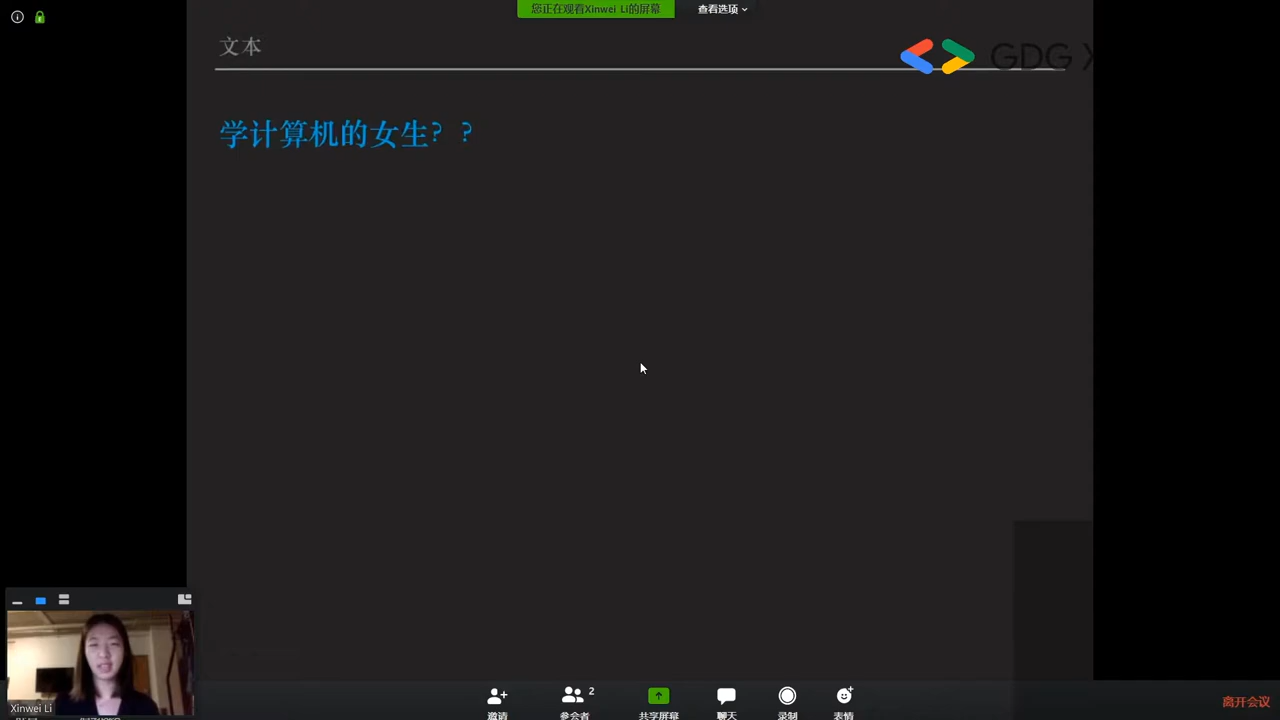 您正在观看Xinwei Li的屏幕
查看选项
文本
GDG X
学计算机的女生？？
Xinwei Li
邀请
参会者
2
共享屏幕
聊天
录制
表情
离开会议